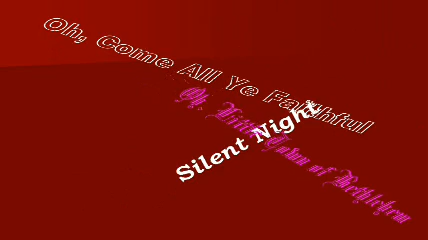 Oh, Come All Ye Faithful
Oh, Little Town of Bethlehem
Silent Night